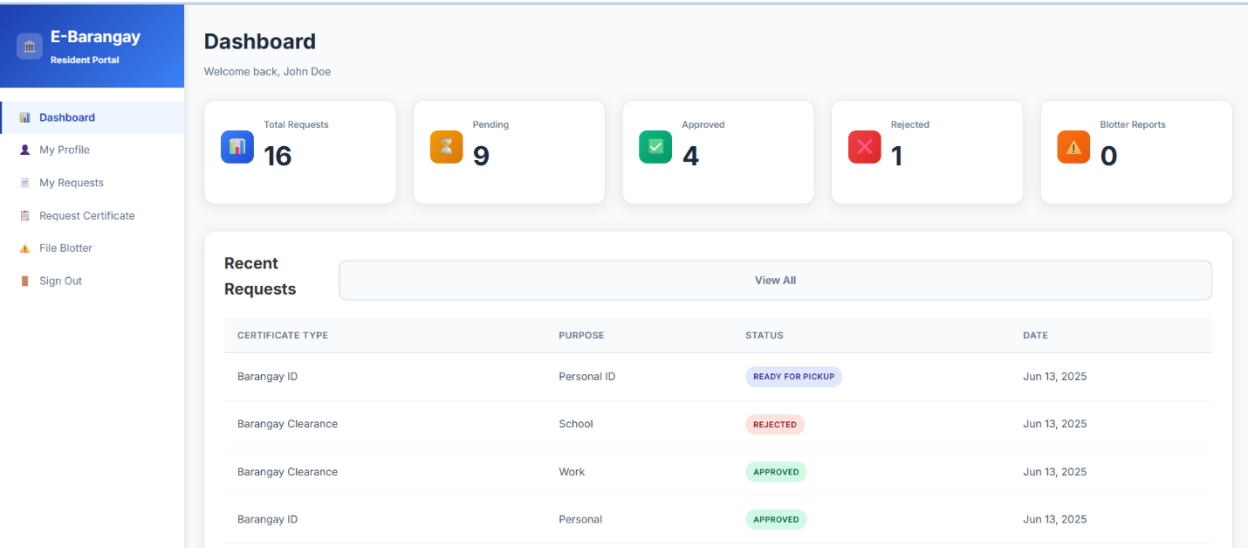 E-Barangay
Resident Portal
Dashboard
My Profile
My Requests
Request Certificate
File Blotter
Sign Out
Dashboard
Welcome back, John Doe
Total Requests
16
Pending
9
Approved
4
Rejected
1
Blotter Reports
0
Recent
Requests
View All
CERTIFICATE TYPE PURPOSE STATUS DATE
Barangay ID Personal ID READY FOR PICKUP Jun 13, 2025
Barangay Clearance School REJECTED Jun 13, 2025
Barangay Clearance Work APPROVED Jun 13, 2025
Barangay ID Personal APPROVED Jun 13, 2025